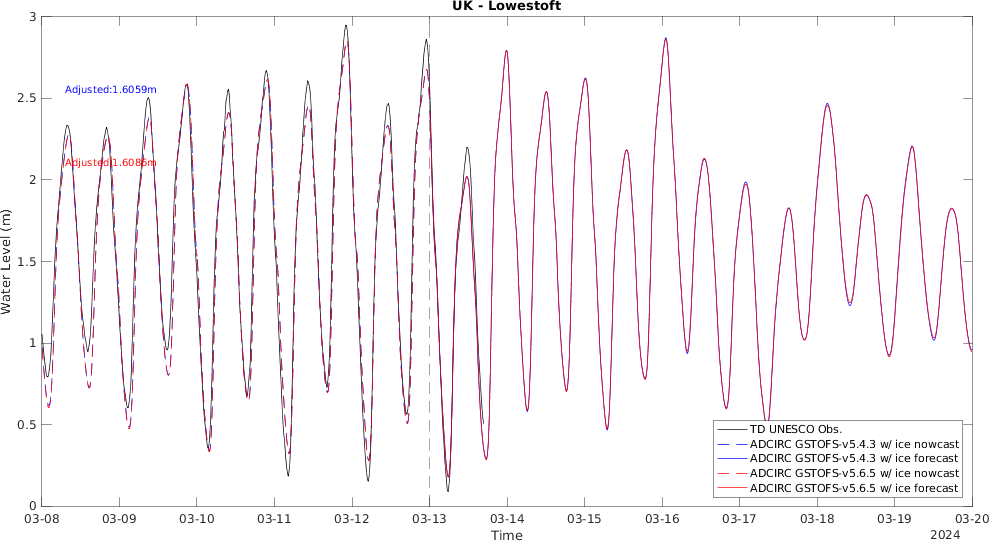 UK - Lowestoft
Water Level (m)
3
2.5
2
1.5
1
0.5
0
Adjusted:1.6059m
Adjusted:1.6086m
TD UNESCO Obs.
ADCIRC GSTOFS-v5.4.3 w/ ice nowcast
ADCIRC GSTOFS-v5.4.3 w/ ice forecast
ADCIRC GSTOFS-v5.6.5 w/ ice nowcast
ADCIRC GSTOFS-v5.6.5 w/ ice forecast
03-08 03-09 03-10 03-11 03-12 03-13 03-14 03-15 03-16 03-17 03-18 03-19 03-20
Time
2024